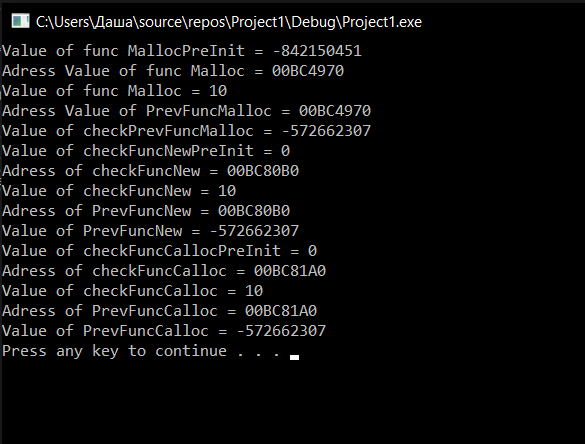 C:\Users\Даша\source\repos\Project1\Debug\Project1.exe
Value of func MallocPreInit = -842150451
Adress Value of func Malloc = 00BC4970
Value of func Malloc = 10
Adress Value of PrevFuncMalloc = 00BC4970
Value of checkPrevFuncMalloc = -572662307
Value of checkFuncNewPreInit = 0
Adress of checkFuncNew = 00BC80B0
Value of checkFuncNew = 10
Adress of PrevFuncNew = 00BC80B0
Value of PrevFuncNew = -572662307
Value of checkFuncCallocPreInit = 0
Adress of checkFuncCalloc = 00BC81A0
Value of checkFuncCalloc = 10
Adress of PrevFuncCalloc = 00BC81A0
Value of PrevFuncCalloc = -572662307
Press any key to continue . . .